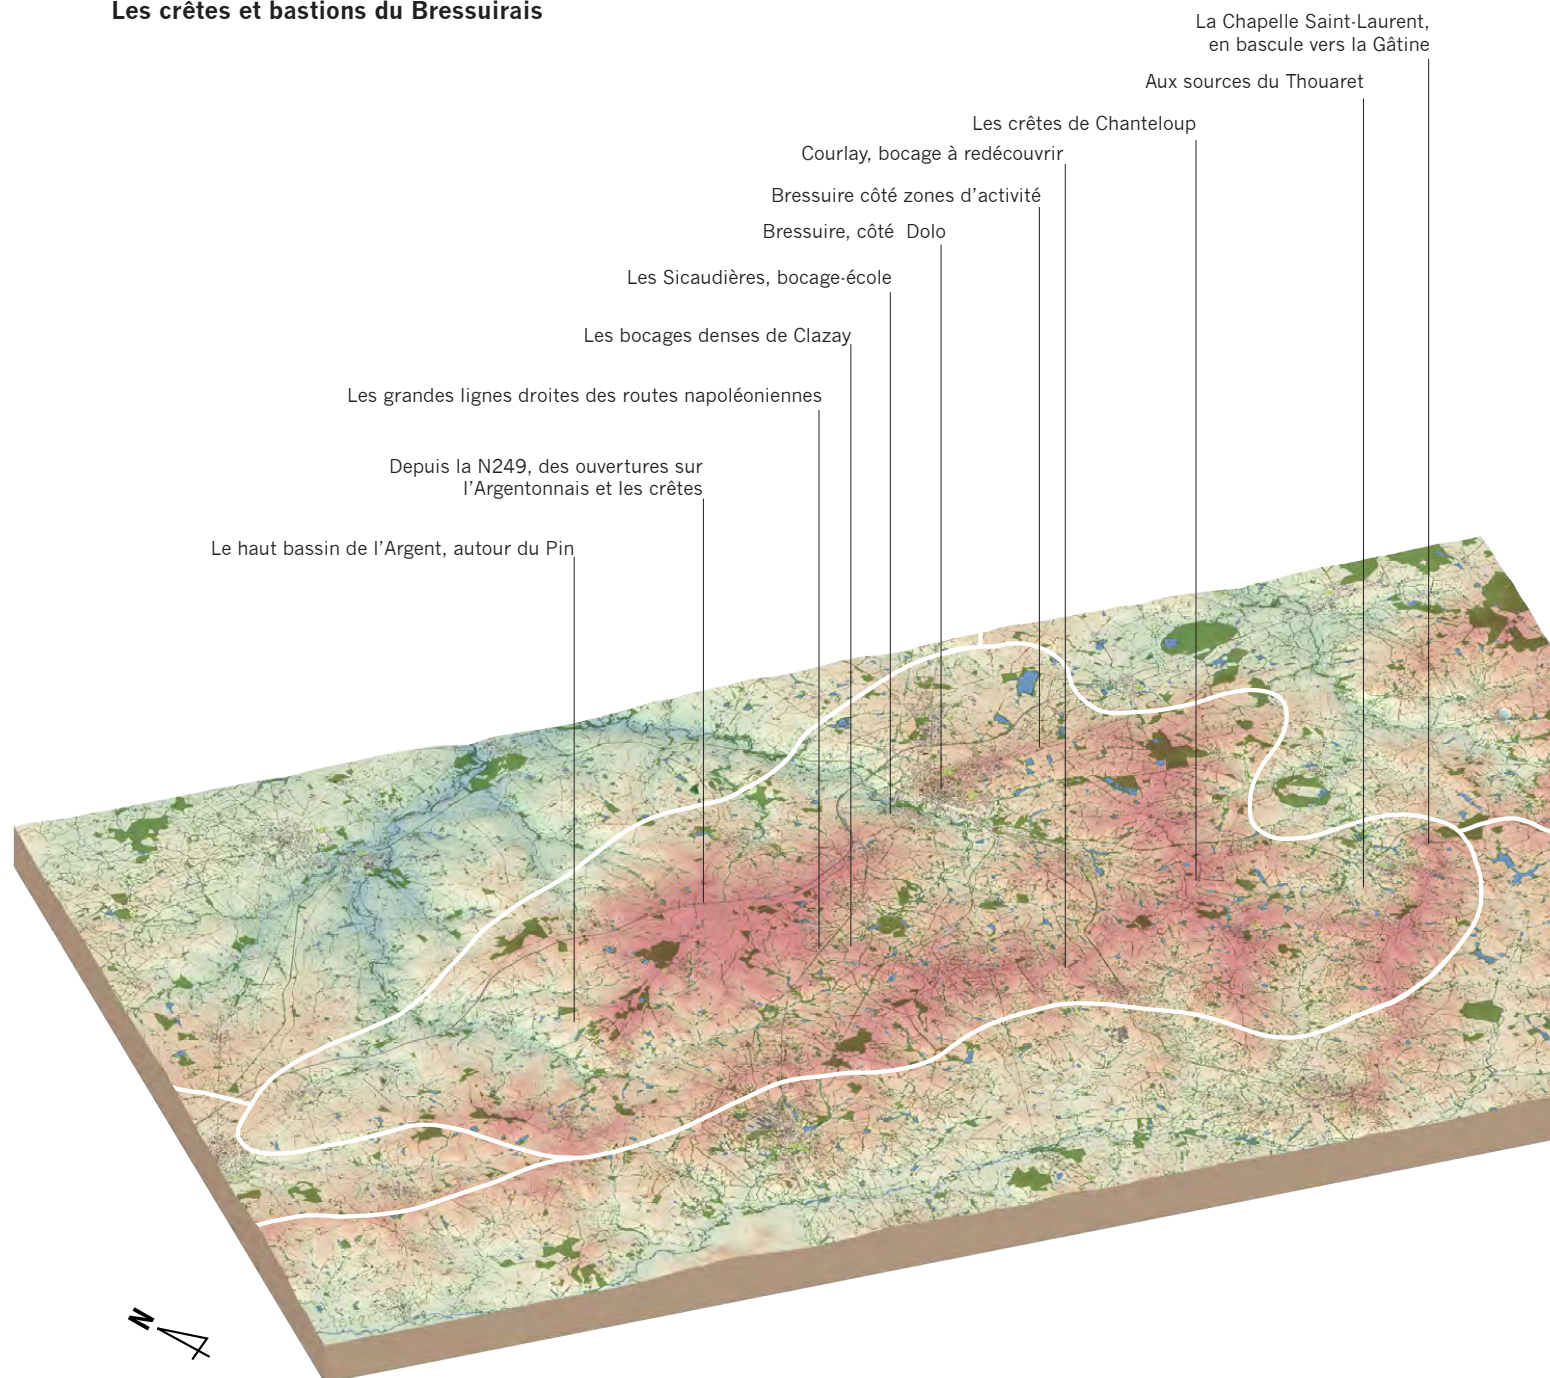 Les crêtes et bastions du Bressuirais
La Chapelle Saint-Laurent,
en bascule vers la Gâtine
Aux sources du Thouaret
Les crêtes de Chanteloup
Courlay, bocage à redécouvrir
Bressuire côté zones d’activité
Bressuire, côté Dolo
Les Sicaudières, bocage-école
Les bocages denses de Clazay
Les grandes lignes droites des routes napoléoniennes
Depuis la N249, des ouvertures sur
l’Argentonnais et les crêtes
Le haut bassin de l’Argent, autour du Pin
N